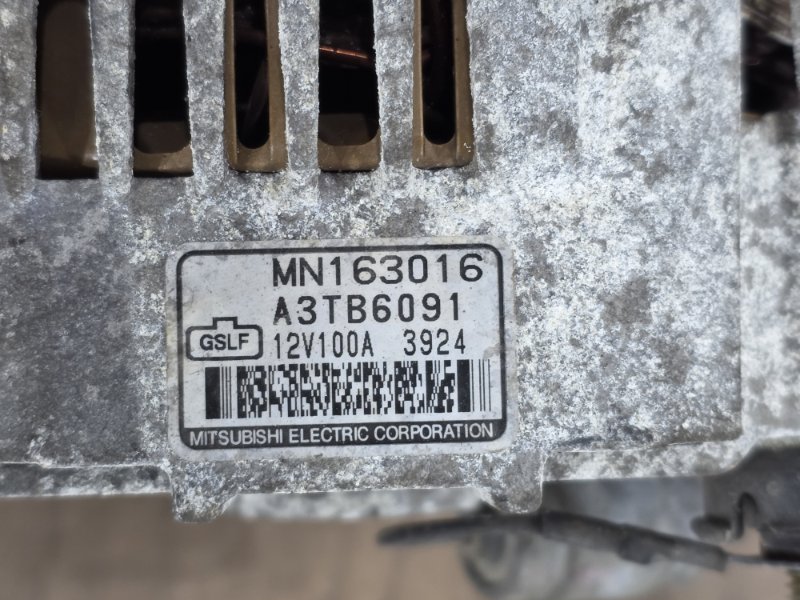 MN163016
A3TB6091
GSLF 12V100A 3924
MITSUBISHI ELECTRIC CORPORATION